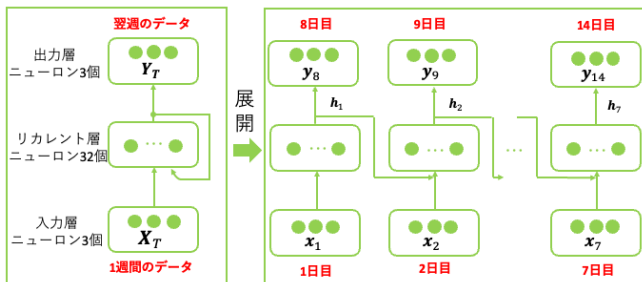 翌週のデータ
出力層
ニューロン3個
Y_T
リカレント層
ニューロン32個
…
入力層
ニューロン3個
X_T
1週間のデータ
展
開
8日目 9日目 14日目
y_8 y_9 y_14
h_1 h_2 h_7
… … … …
x_1 x_2 x_7
1日目 2日目 7日目